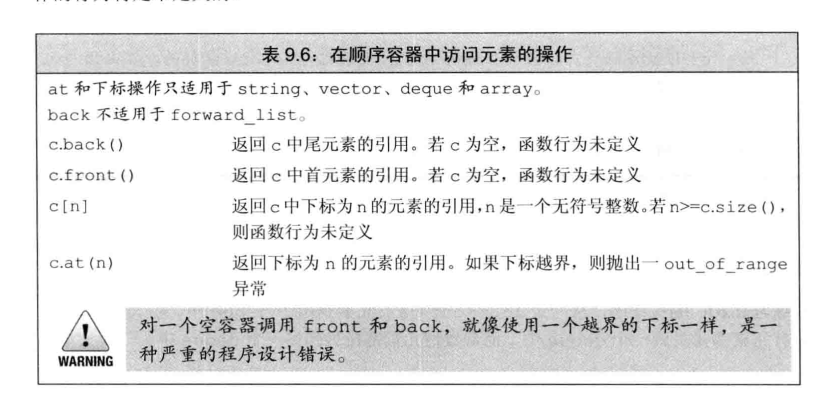 表 9.6：在顺序容器中访问元素的操作
at 和下标操作只适用于 string、vector、deque 和 array。
back 不适用于 forward_list。
c.back() 返回 c 中尾元素的引用。若 c 为空，函数行为未定义
c.front() 返回 c 中首元素的引用。若 c 为空，函数行为未定义
c[n] 返回 c 中下标为 n 的元素的引用，n 是一个无符号整数。若 n>=c.size()，
则函数行为未定义
c.at(n) 返回下标为 n 的元素的引用。如果下标越界，则抛出一 out_of_range
异常
对一个空容器调用 front 和 back，就像使用一个越界的下标一样，是一
种严重的程序设计错误。
WARNING